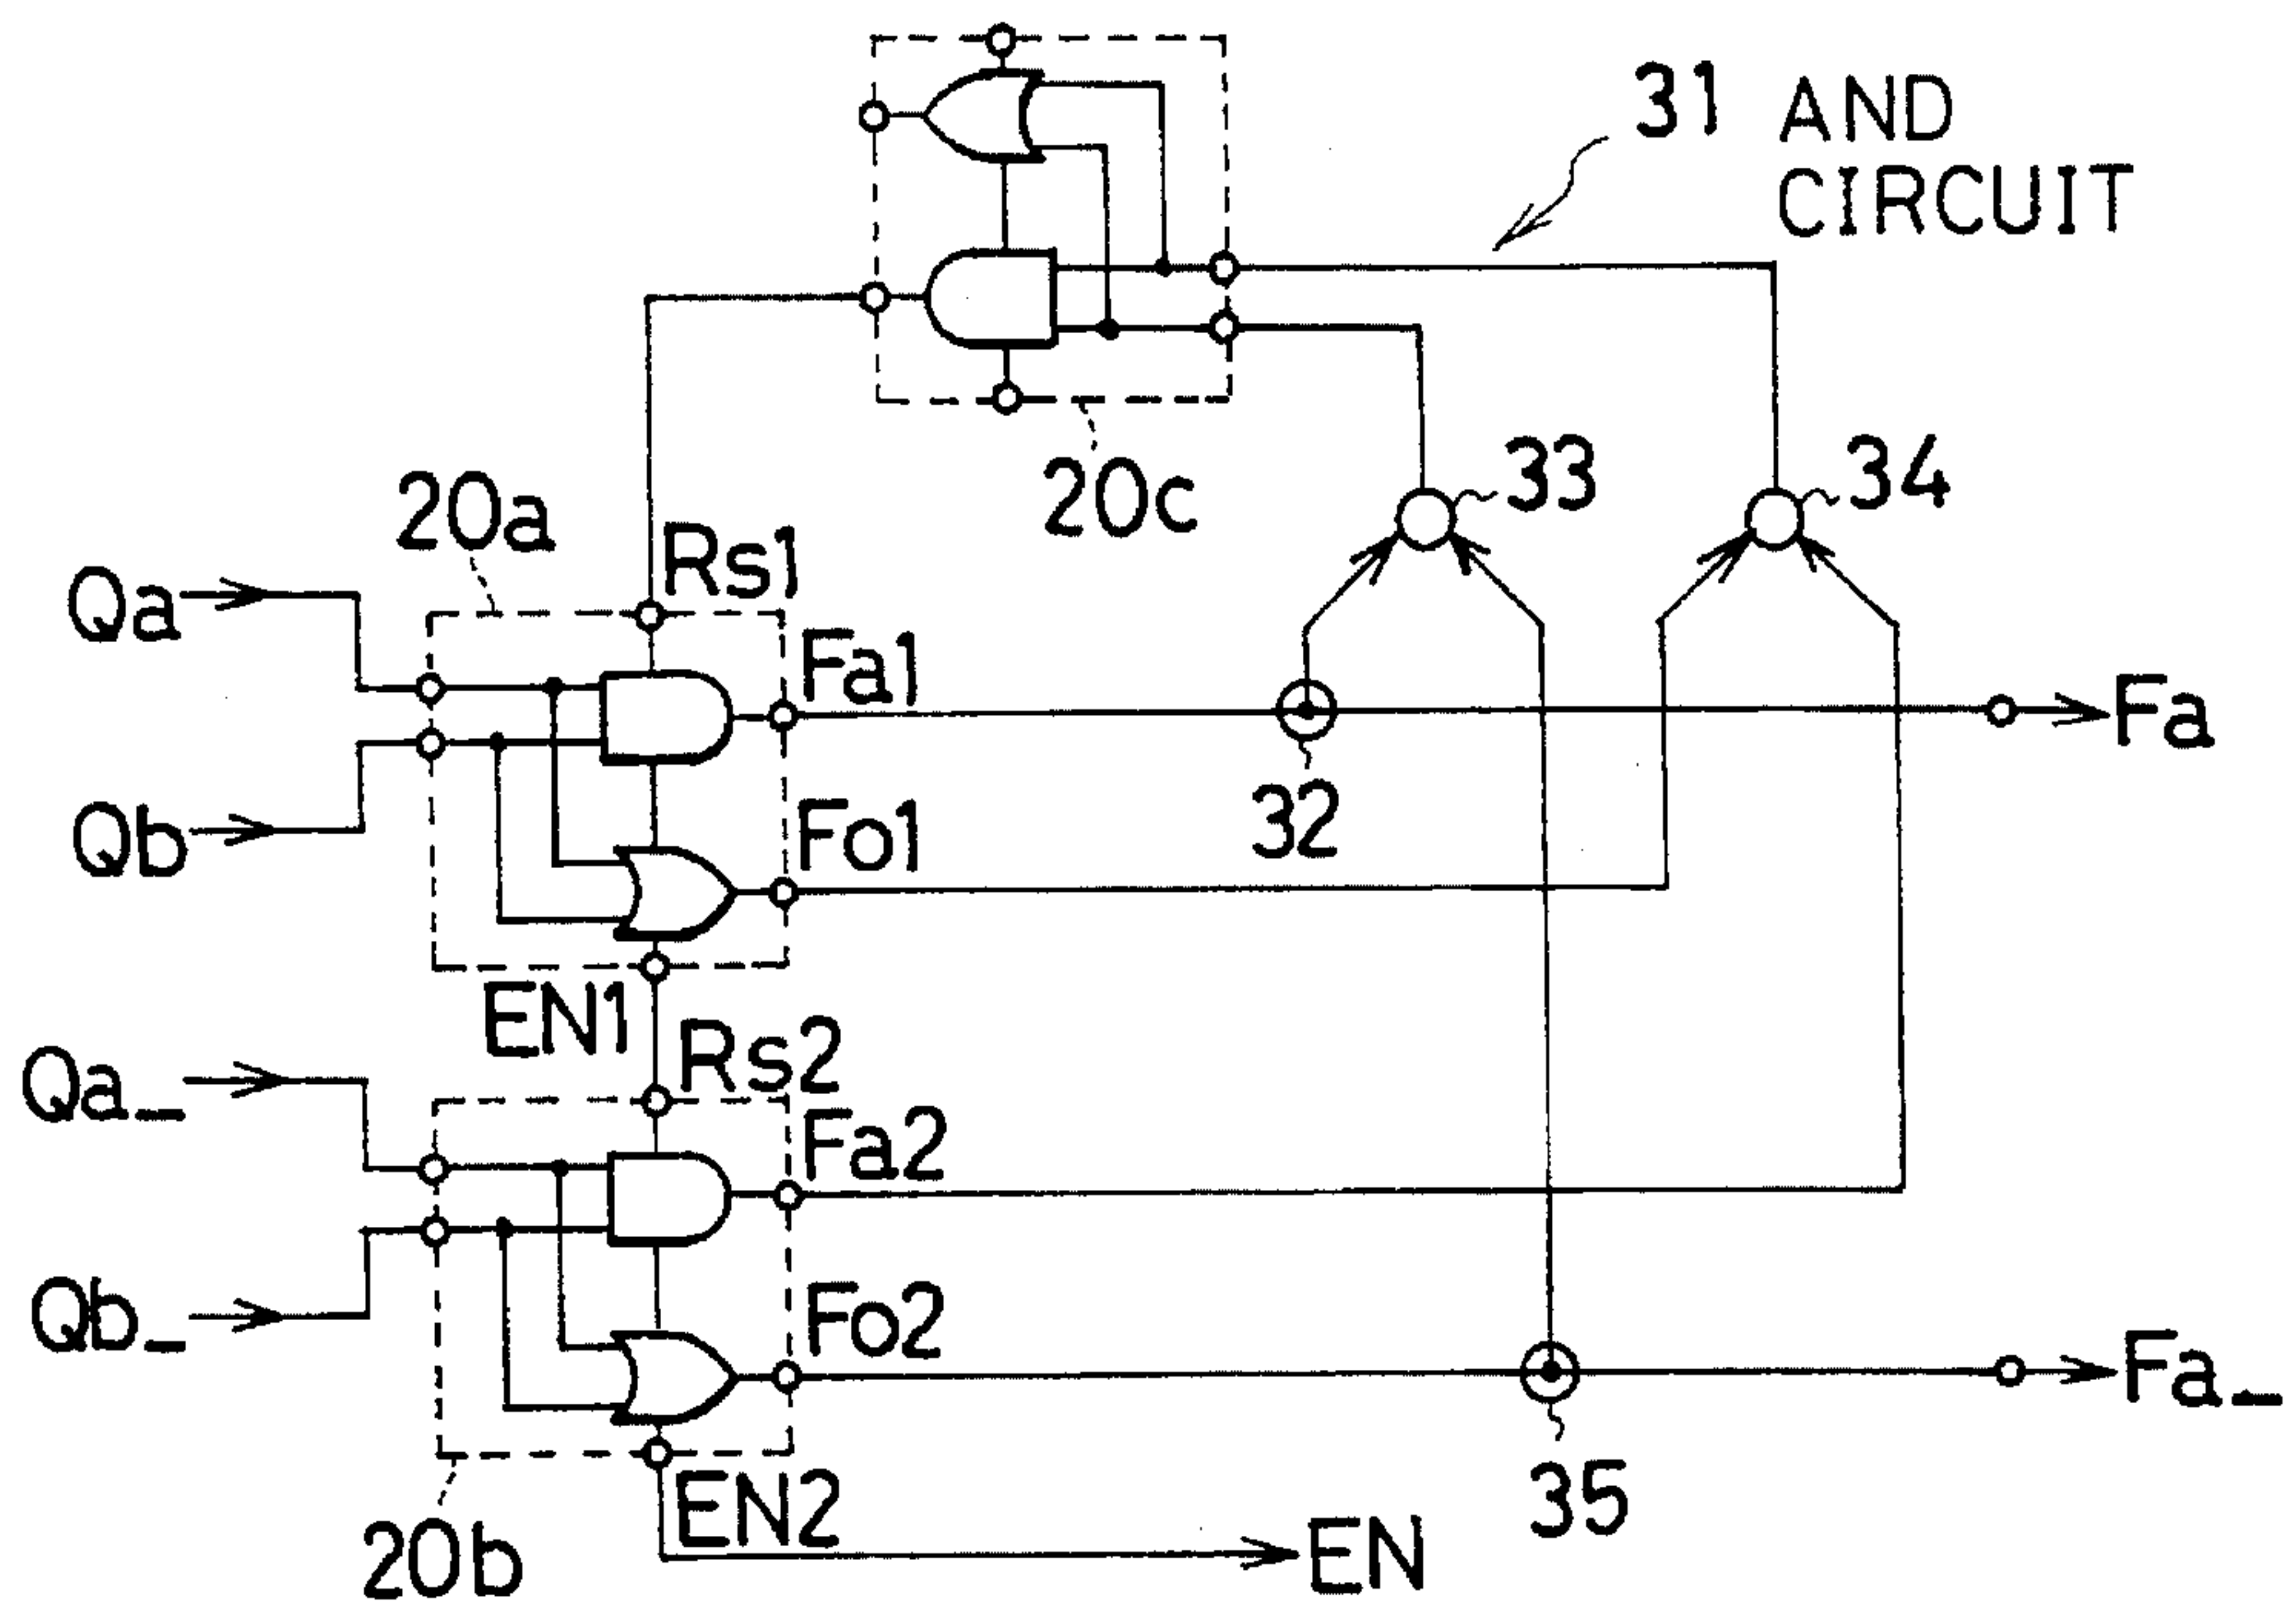 31 AND
CIRCUIT
33
34
20a
20c
Rs1
Qa
Fa1
Fa
32
Qb
Fo1
EN1
Rs2
Qa_
Fa2
Qb_
Fo2
Fa_
35
EN2
20b
EN